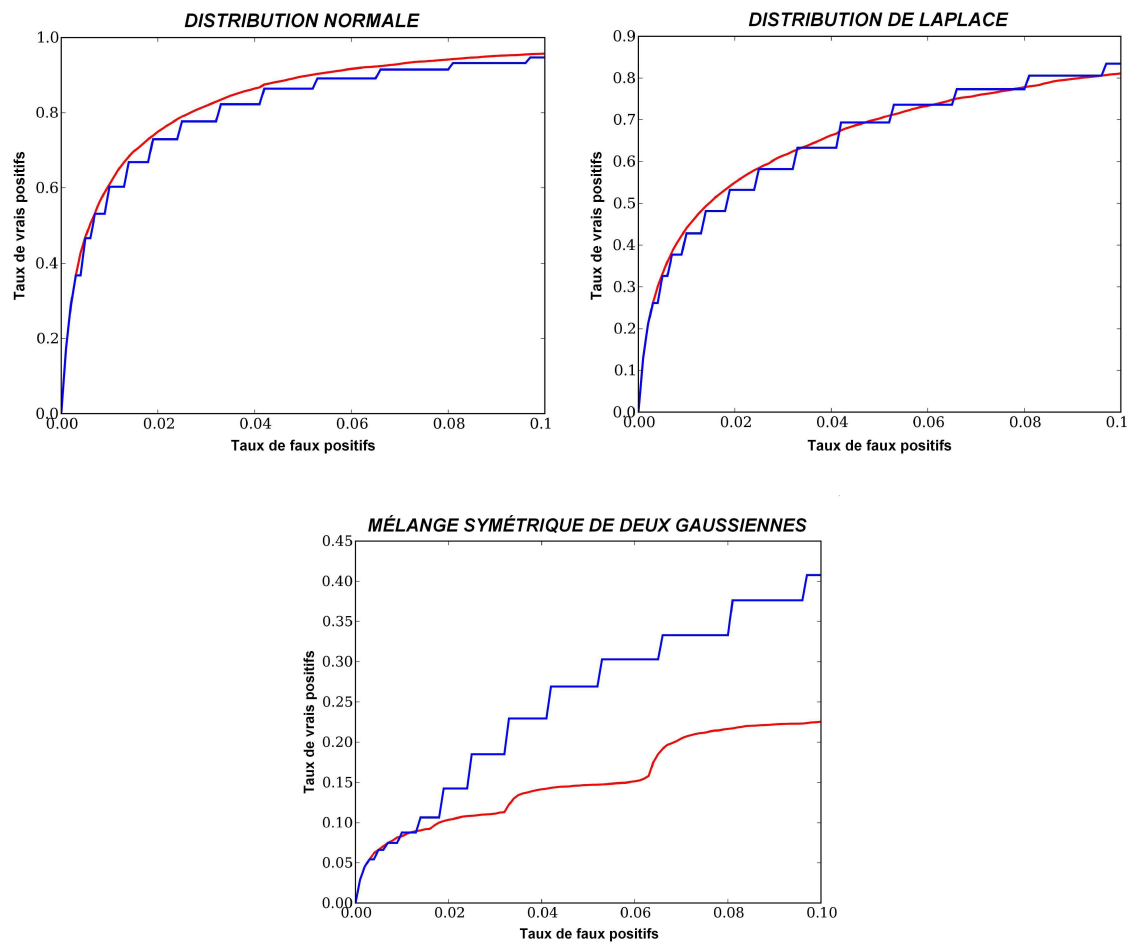 DISTRIBUTION NORMALE
1.0
0.8
0.6
0.4
0.2
0.0
Taux de vrais positifs
0.00 0.02 0.04 0.06 0.08 0.1
Taux de faux positifs
DISTRIBUTION DE LAPLACE
0.9
0.8
0.7
0.6
0.5
0.4
0.3
0.2
0.1
0.0
Taux de vrais positifs
0.00 0.02 0.04 0.06 0.08 0.1
Taux de faux positifs
MÉLANGE SYMÉTRIQUE DE DEUX GAUSSIENNES
0.45
0.40
0.35
0.30
0.25
0.20
0.15
0.10
0.05
0.00
Taux de vrais positifs
0.00 0.02 0.04 0.06 0.08 0.10
Taux de faux positifs